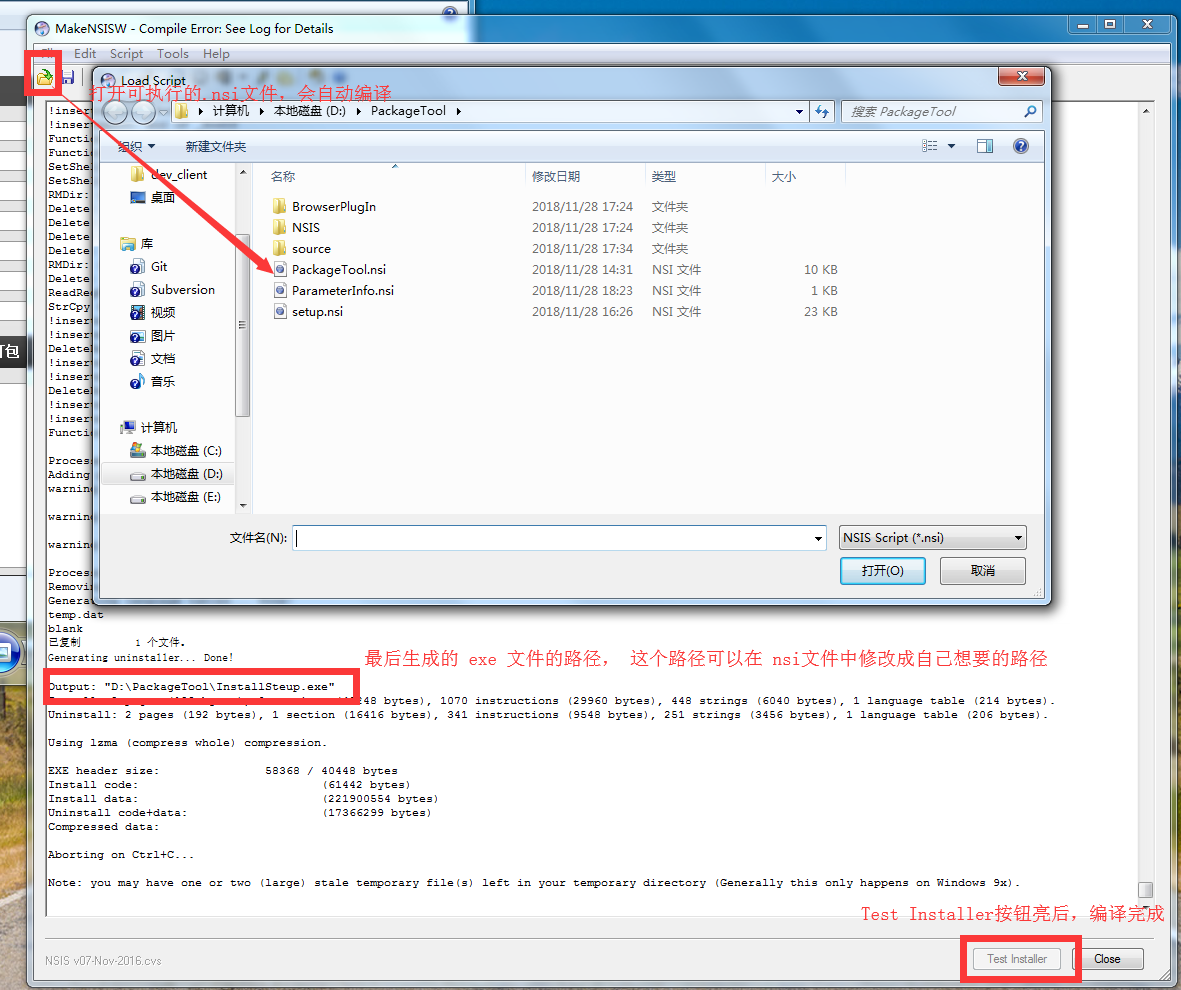 MakeNSISW - Compile Error: See Log for Details
Edit Script Tools Help
Load Script
打开可执行的.nsi文件，会自动编译
计算机 本地磁盘 (D:) PackageTool
搜索 PackageTool
组织 新建文件夹
名称 修改日期 类型 大小
dev_client
桌面
库
Git
Subversion
视频
图片
文档
音乐
计算机
本地磁盘 (C:)
本地磁盘 (D:)
本地磁盘 (E:)
BrowserPlugIn 2018/11/28 17:24 文件夹
NSIS 2018/11/28 17:24 文件夹
source 2018/11/28 17:34 文件夹
PackageTool.nsi 2018/11/28 14:31 NSI 文件 10 KB
ParameterInfo.nsi 2018/11/28 18:23 NSI 文件 1 KB
setup.nsi 2018/11/28 16:26 NSI 文件 23 KB
文件名(N):
NSIS Script (*.nsi)
打开(O) 取消
!inser
!inser
Functi
Functi
SetShe
SetShe
RMDir:
Delete
Delete
Delete
Delete
RMDir:
Delete
ReadRe
StrCpy
!inser
!inser
Delete
!inser
!inser
Delete
!inser
!inser
Functi
Proces
Adding
warnin
warnin
warnin
Proces
Removi
Genera
temp.dat
blank
已复制 1 个文件。
Generating uninstaller... Done!
最后生成的 exe 文件的路径， 这个路径可以在 nsi文件中修改成自己想要的路径
Output: "D:\PackageTool\InstallSteup.exe"
248 bytes), 1070 instructions (29960 bytes), 448 strings (6040 bytes), 1 language table (214 bytes).
Uninstall: 2 pages (192 bytes), 1 section (16416 bytes), 341 instructions (9548 bytes), 251 strings (3456 bytes), 1 language table (206 bytes).
Using lzma (compress whole) compression.
EXE header size: 58368 / 40448 bytes
Install code: (61442 bytes)
Install data: (221900554 bytes)
Uninstall code+data: (17366299 bytes)
Compressed data:
Aborting on Ctrl+C...
Note: you may have one or two (large) stale temporary file(s) left in your temporary directory (Generally this only happens on Windows 9x).
Test Installer按钮亮后，编译完成
NSIS v07-Nov-2016.cvs
Test Installer Close